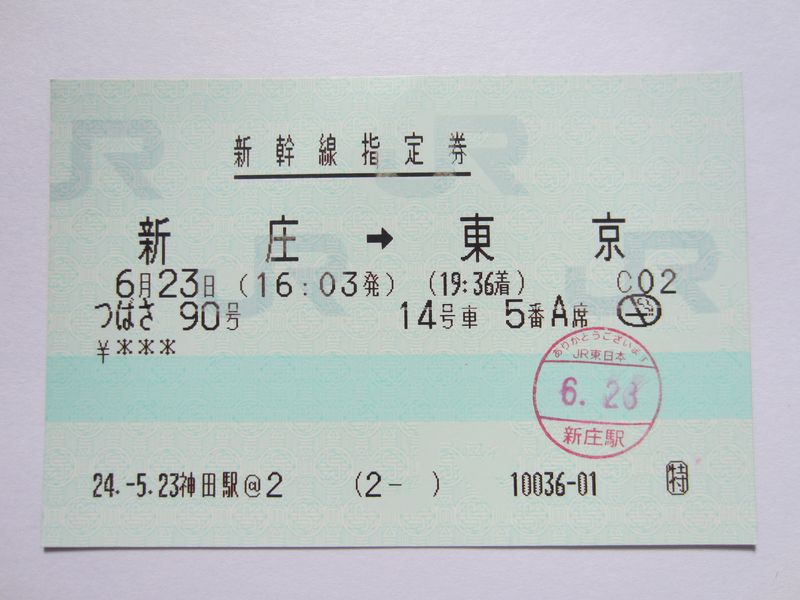 新幹線指定券
新庄 → 東京
6月23日 (16:03発) (19:36着) C02
つばさ 90号 14号車 5番A席
¥***
ありがとうございます
JR東日本
6.23
新庄駅
24.-5.23神田駅@2 (2- ) 10036-01 特